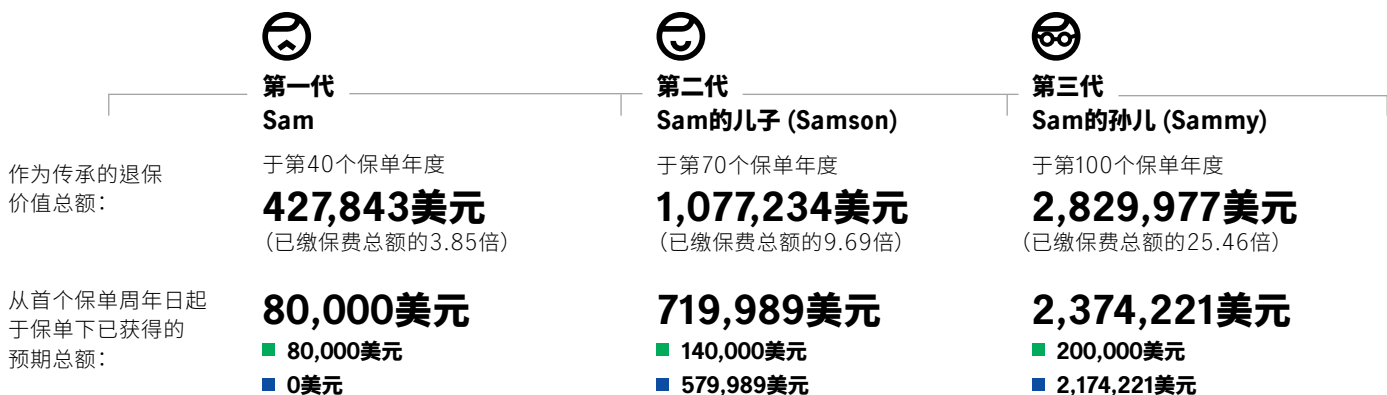 第一代
Sam
第二代
Sam的儿子 (Samson)
第三代
Sam的孙儿 (Sammy)
作为传承的退保
价值总额：
于第40个保单年度
427,843美元
(已缴保费总额的3.85倍)
于第70个保单年度
1,077,234美元
(已缴保费总额的9.69倍)
于第100个保单年度
2,829,977美元
(已缴保费总额的25.46倍)
从首个保单周年日起
于保单下已获得的
预期总额：
80,000美元
80,000美元
0美元
719,989美元
140,000美元
579,989美元
2,374,221美元
200,000美元
2,174,221美元